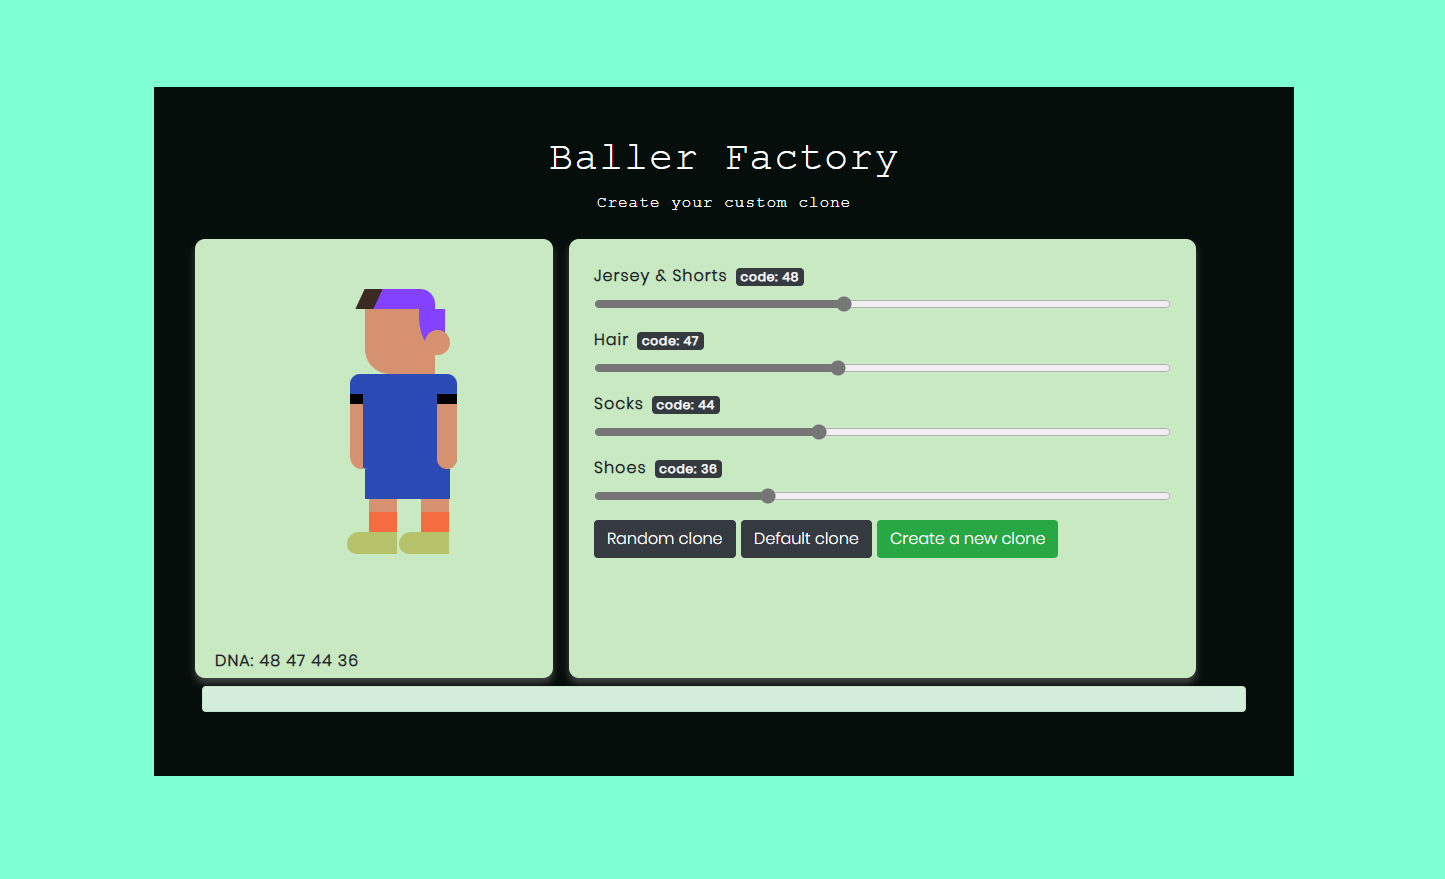 Baller Factory
Create your custom clone
Jersey & Shorts code: 48
Hair code: 47
Socks code: 44
Shoes code: 36
Random clone Default clone Create a new clone
DNA: 48 47 44 36